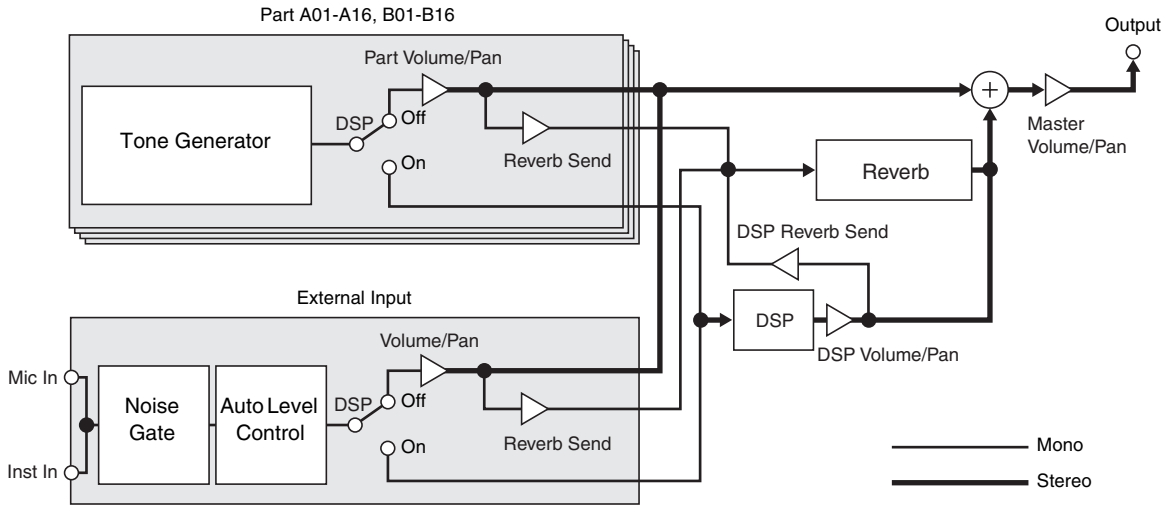 Part A01-A16, B01-B16
Output
Part Volume/Pan
Tone Generator
DSP
Off
On
Reverb Send
Master
Volume/Pan
Reverb
DSP Reverb Send
External Input
DSP
DSP Volume/Pan
Volume/Pan
Mic In
Inst In
Noise
Gate
Auto Level
Control
DSP
Off
On
Reverb Send
Mono
Stereo